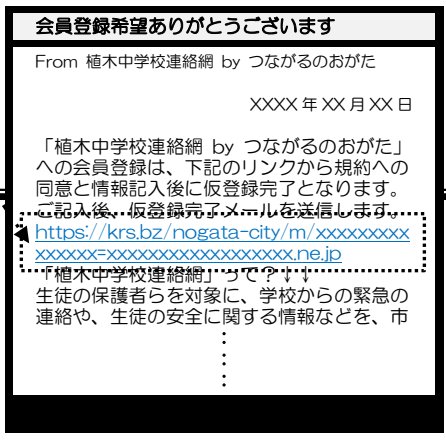 会員登録希望ありがとうございます
From 植木中学校連絡網 by つながるのおがた
XXXX 年 XX 月 XX 日
「植木中学校連絡網 by つながるのおがた」
への会員登録は、下記のリンクから規約への
同意と情報記入後に仮登録完了となります。
ご記入後、仮登録完了メールを送信します。
https://krs.bz/nogata-city/m/xxxxxxxxx
xxxxxx=xxxxxxxxxxxxxxxxxx.ne.jp
「植木中学校連絡網」って？↓↓
生徒の保護者らを対象に、学校からの緊急の
連絡や、生徒の安全に関する情報などを、市